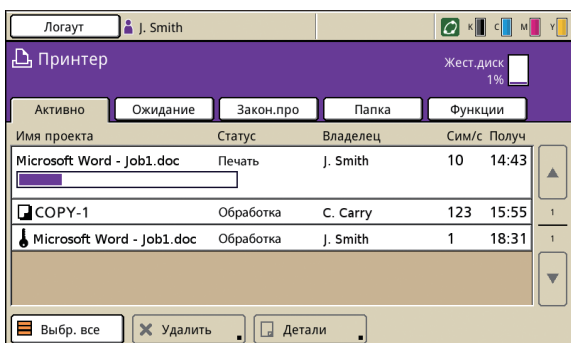 Логаут J. Smith K C M Y
Принтер Жест.диск
1%
Активно Ожидание Закон.про Папка Функции
Имя проекта Статус Владелец Сим/с Получ
Microsoft Word - Job1.doc Печать J. Smith 10 14:43
COPY-1 Обработка C. Carry 123 15:55 1
Microsoft Word - Job1.doc Обработка J. Smith 1 18:31 1
Выбр. все Удалить Детали